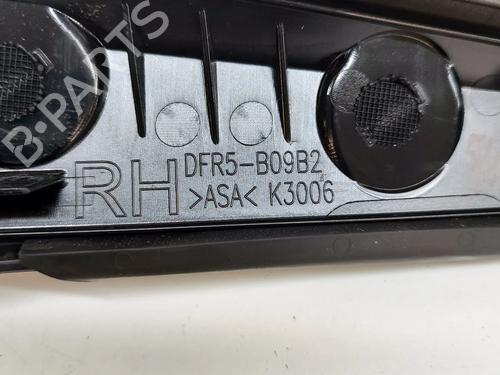 B-PARTS
RH
DFR5-B09B2
>ASA< K3006